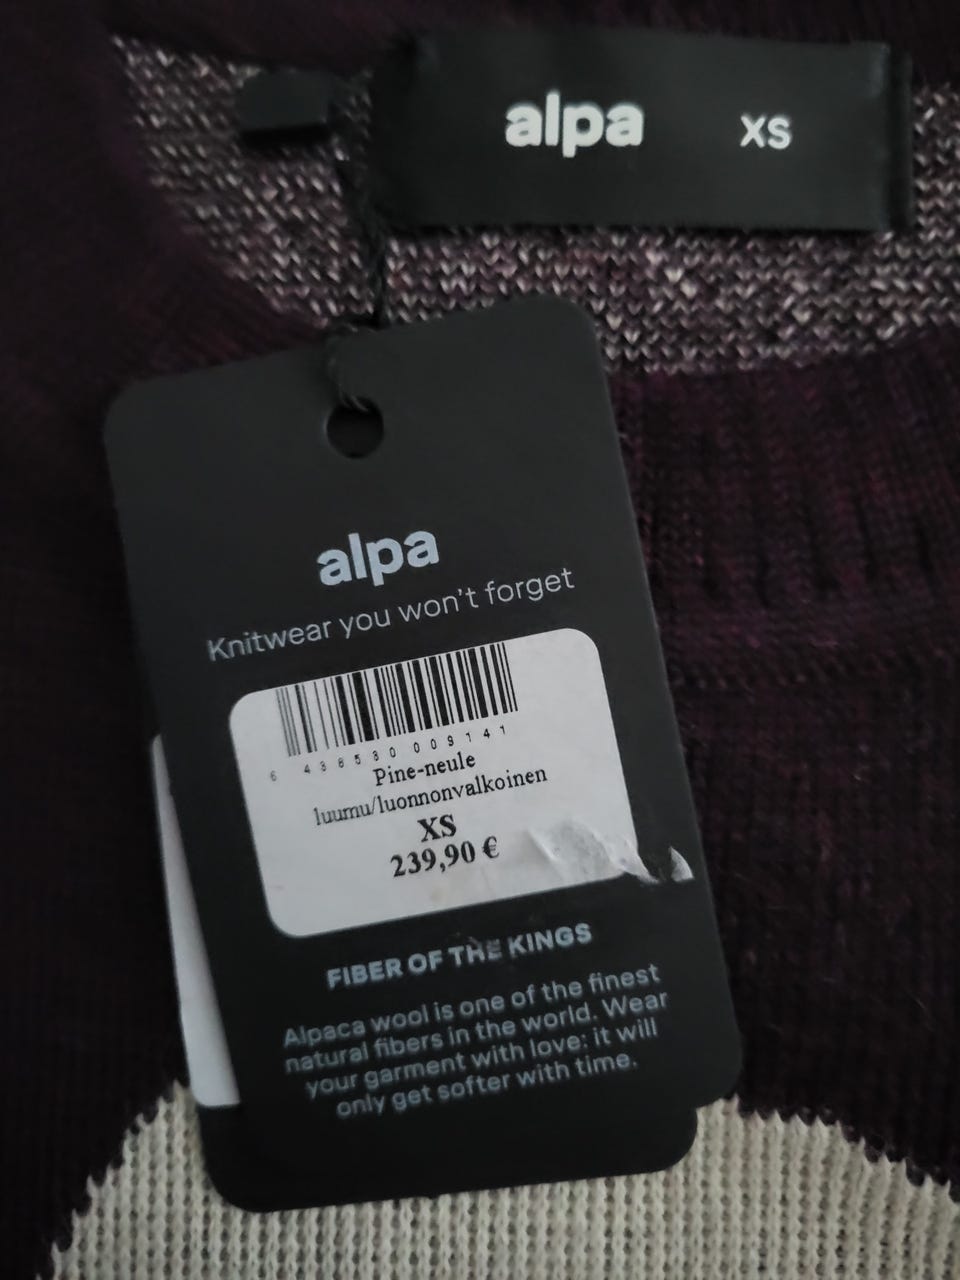 alpa XS
alpa
Knitwear you won't forget
6 438530 009141
Pine-neule
luumu/luonnonvalkoinen
XS
239,90 €
FIBER OF THE KINGS
Alpaca wool is one of the finest
natural fibers in the world. Wear
your garment with love: it will
only get softer with time.